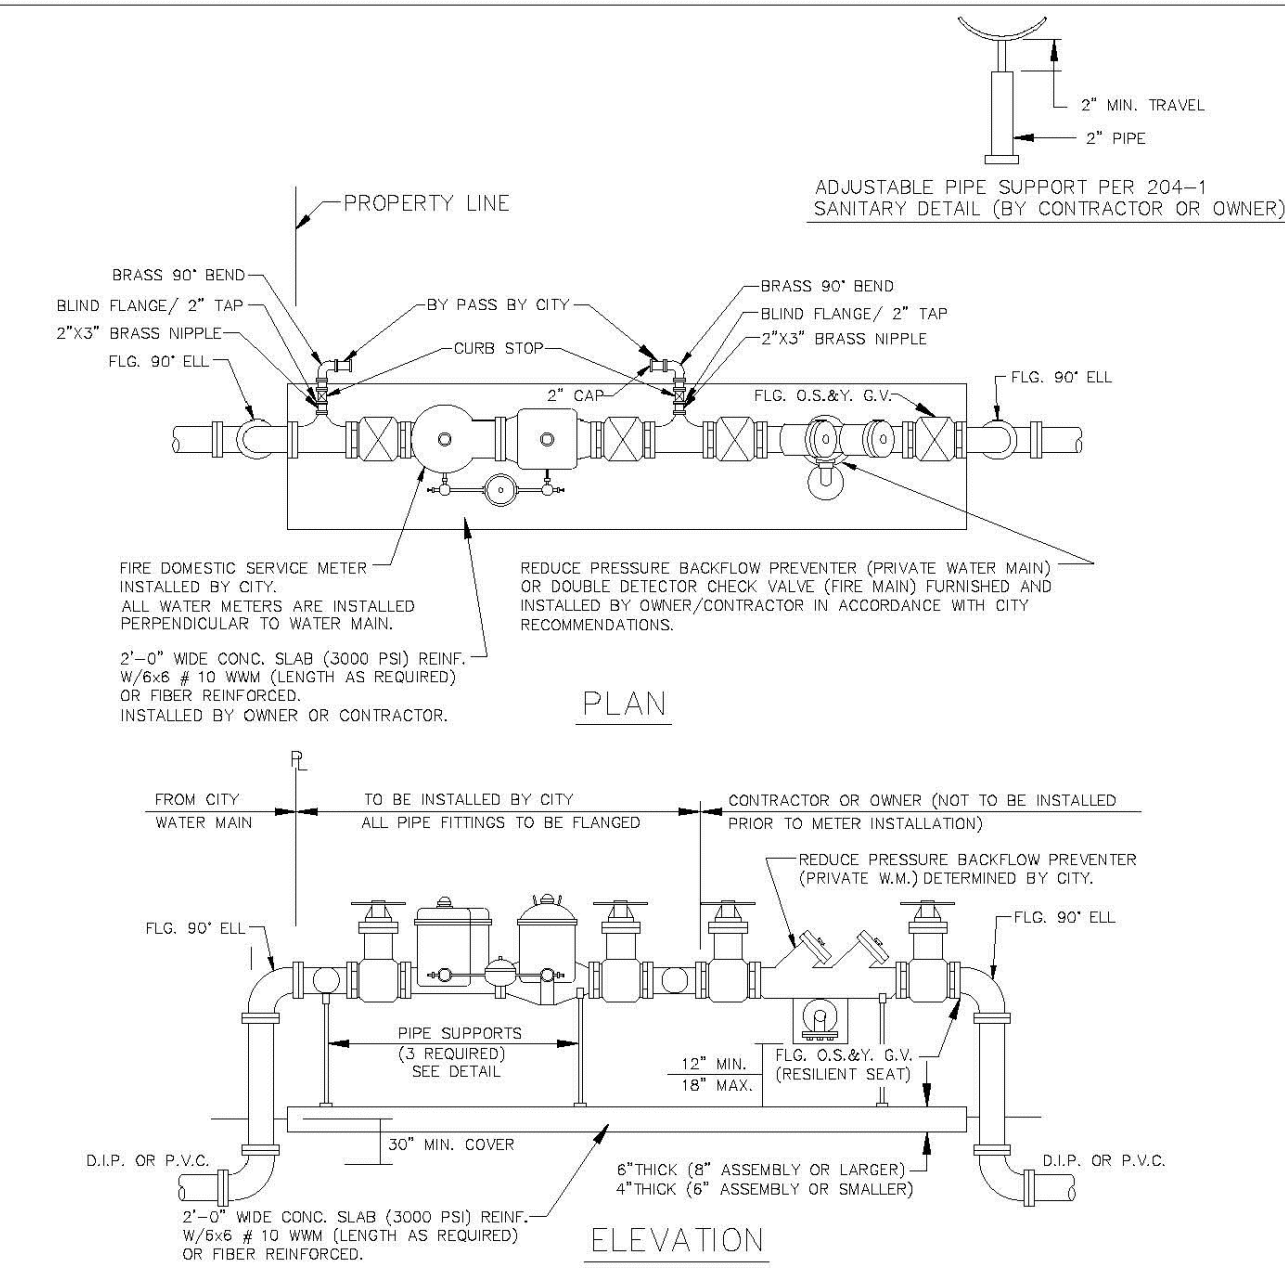 2" MIN. TRAVEL
2" PIPE
ADJUSTABLE PIPE SUPPORT PER 204-1
SANITARY DETAIL (BY CONTRACTOR OR OWNER)
PROPERTY LINE
BRASS 90° BEND
BLIND FLANGE/ 2" TAP
2"X3" BRASS NIPPLE
FLG. 90° ELL
BY PASS BY CITY
CURB STOP
2" CAP
BRASS 90° BEND
BLIND FLANGE/ 2" TAP
2"X3" BRASS NIPPLE
FLG. 90° ELL
FLG. O.S.&Y. G.V.
FIRE DOMESTIC SERVICE METER
INSTALLED BY CITY.
ALL WATER METERS ARE INSTALLED
PERPENDICULAR TO WATER MAIN.
REDUCE PRESSURE BACKFLOW PREVENTER (PRIVATE WATER MAIN)
OR DOUBLE DETECTOR CHECK VALVE (FIRE MAIN) FURNISHED AND
INSTALLED BY OWNER/CONTRACTOR IN ACCORDANCE WITH CITY
RECOMMENDATIONS.
2'-0" WIDE CONC. SLAB (3000 PSI) REINF.
W/6x6 # 10 WWM (LENGTH AS REQUIRED)
OR FIBER REINFORCED.
INSTALLED BY OWNER OR CONTRACTOR.
PLAN
PL
FROM CITY
WATER MAIN
TO BE INSTALLED BY CITY
ALL PIPE FITTINGS TO BE FLANGED
CONTRACTOR OR OWNER (NOT TO BE INSTALLED
PRIOR TO METER INSTALLATION)
REDUCE PRESSURE BACKFLOW PREVENTER
(PRIVATE W.M.) DETERMINED BY CITY.
FLG. 90° ELL
FLG. 90° ELL
PIPE SUPPORTS
(3 REQUIRED)
SEE DETAIL
12" MIN.
18" MAX.
FLG. O.S.&Y. G.V.
(RESILIENT SEAT)
30" MIN. COVER
D.I.P. OR P.V.C.
D.I.P. OR P.V.C.
6"THICK (8" ASSEMBLY OR LARGER)
4"THICK (6" ASSEMBLY OR SMALLER)
2'-0" WIDE CONC. SLAB (3000 PSI) REINF.
W/6x6 # 10 WWM (LENGTH AS REQUIRED)
OR FIBER REINFORCED.
ELEVATION